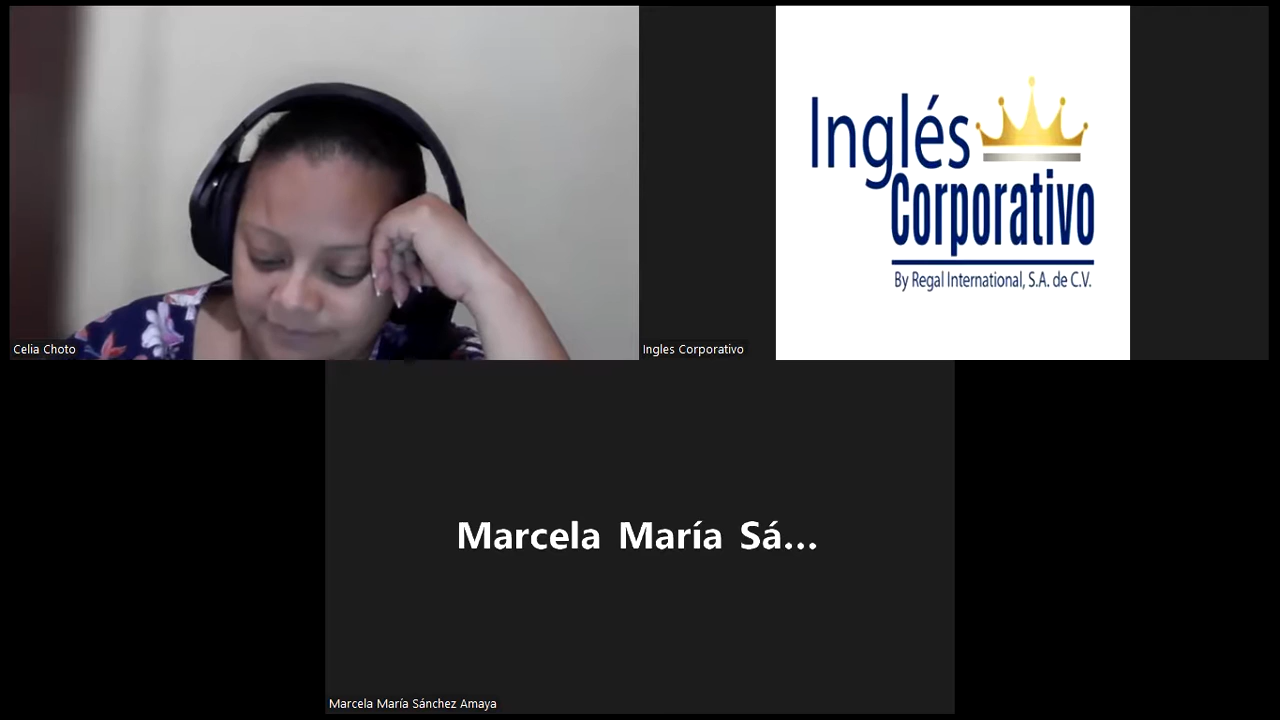 Inglés
Corporativo
By Regal International, S.A. de C.V.
Celia Choto
Ingles Corporativo
Marcela María Sá...
Marcela María Sánchez Amaya